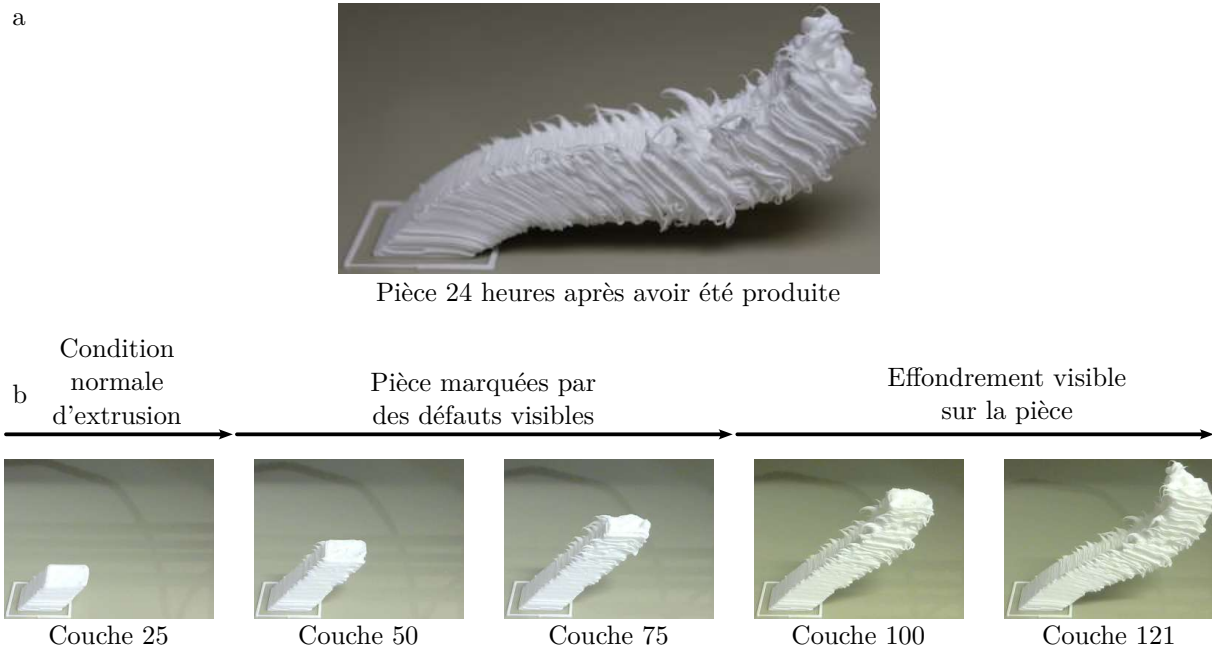 a
Pièce 24 heures après avoir été produite
b
Condition
normale
d'extrusion
Pièce marquées par
des défauts visibles
Effondrement visible
sur la pièce
Couche 25
Couche 50
Couche 75
Couche 100
Couche 121